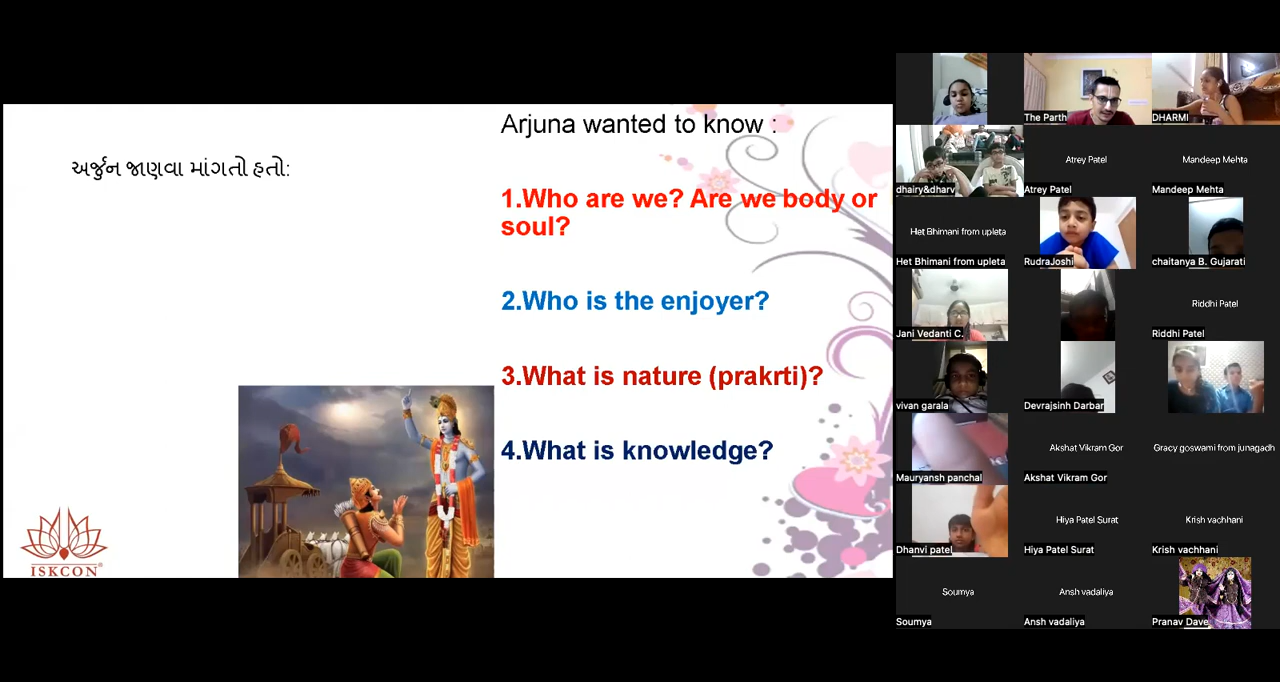 અર્જુન જાણવા માંગતો હતો:
Arjuna wanted to know :
1.Who are we? Are we body or
soul?
2.Who is the enjoyer?
3.What is nature (prakrti)?
4.What is knowledge?
ISKCON®
The Parth
DHARMI
dhairy&dharv
Atrey Patel
Atrey Patel
Mandeep Mehta
Mandeep Mehta
Het Bhimani from upleta
Het Bhimani from upleta
RudraJoshi
chaitanya B. Gujarati
Jani Vedanti C.
Riddhi Patel
Riddhi Patel
vivan garala
Devrajsinh Darbar
Mauryansh panchal
Akshat Vikram Gor
Akshat Vikram Gor
Gracy goswami from junagadh
Dhanvi patel
Hiya Patel Surat
Hiya Patel Surat
Krish vachhani
Krish vachhani
Soumya
Soumya
Ansh vadaliya
Ansh vadaliya
Pranav Dave